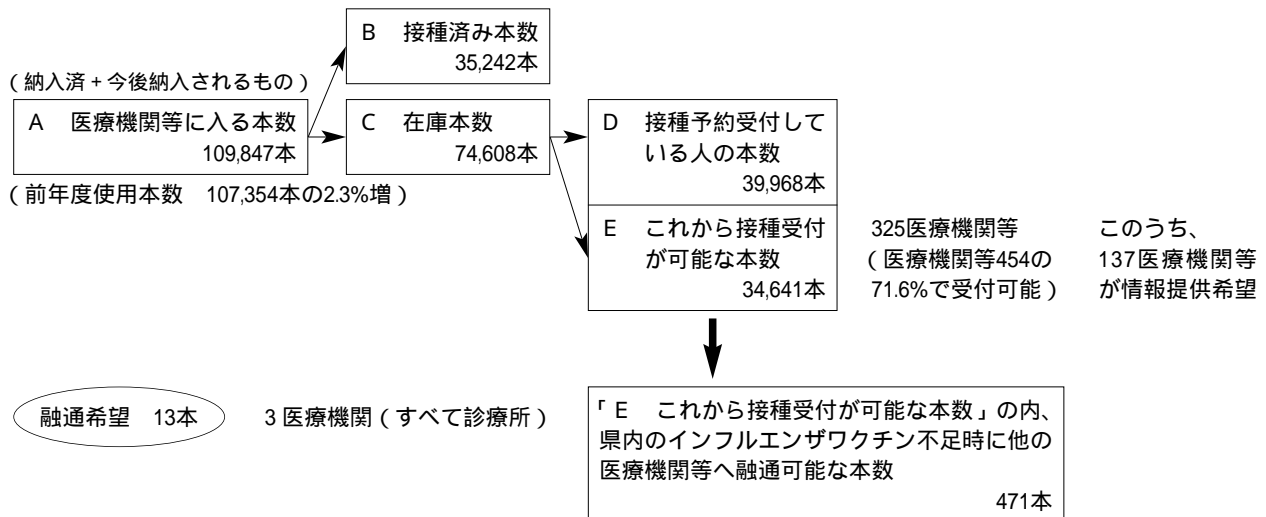 B 接種済み本数
35,242本
（納入済＋今後納入されるもの）
A 医療機関等に入る本数
109,847本
（前年度使用本数 107,354本の2.3%増）
C 在庫本数
74,608本
D 接種予約受付して
いる人の本数
39,968本
E これから接種受付
が可能な本数
34,641本
325医療機関等
（医療機関等454の
71.6%で受付可能）
このうち、
137医療機関等
が情報提供希望
融通希望 13本
3医療機関（すべて診療所）
「E これから接種受付が可能な本数」の内、
県内のインフルエンザワクチン不足時に他の
医療機関等へ融通可能な本数
471本